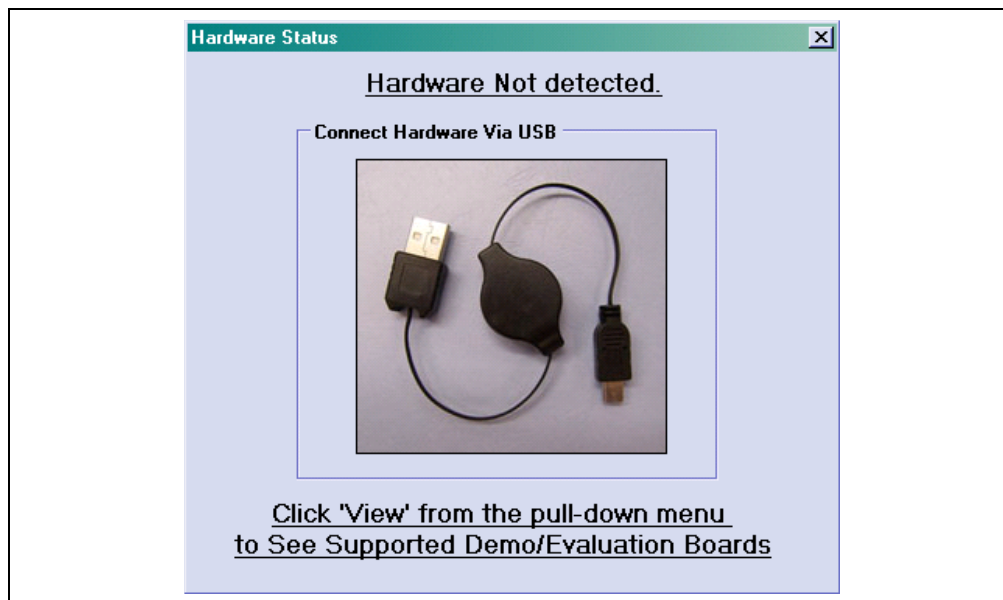 Hardware Status
Hardware Not detected.
Connect Hardware Via USB
Click 'View' from the pull-down menu
to See Supported Demo/Evaluation Boards